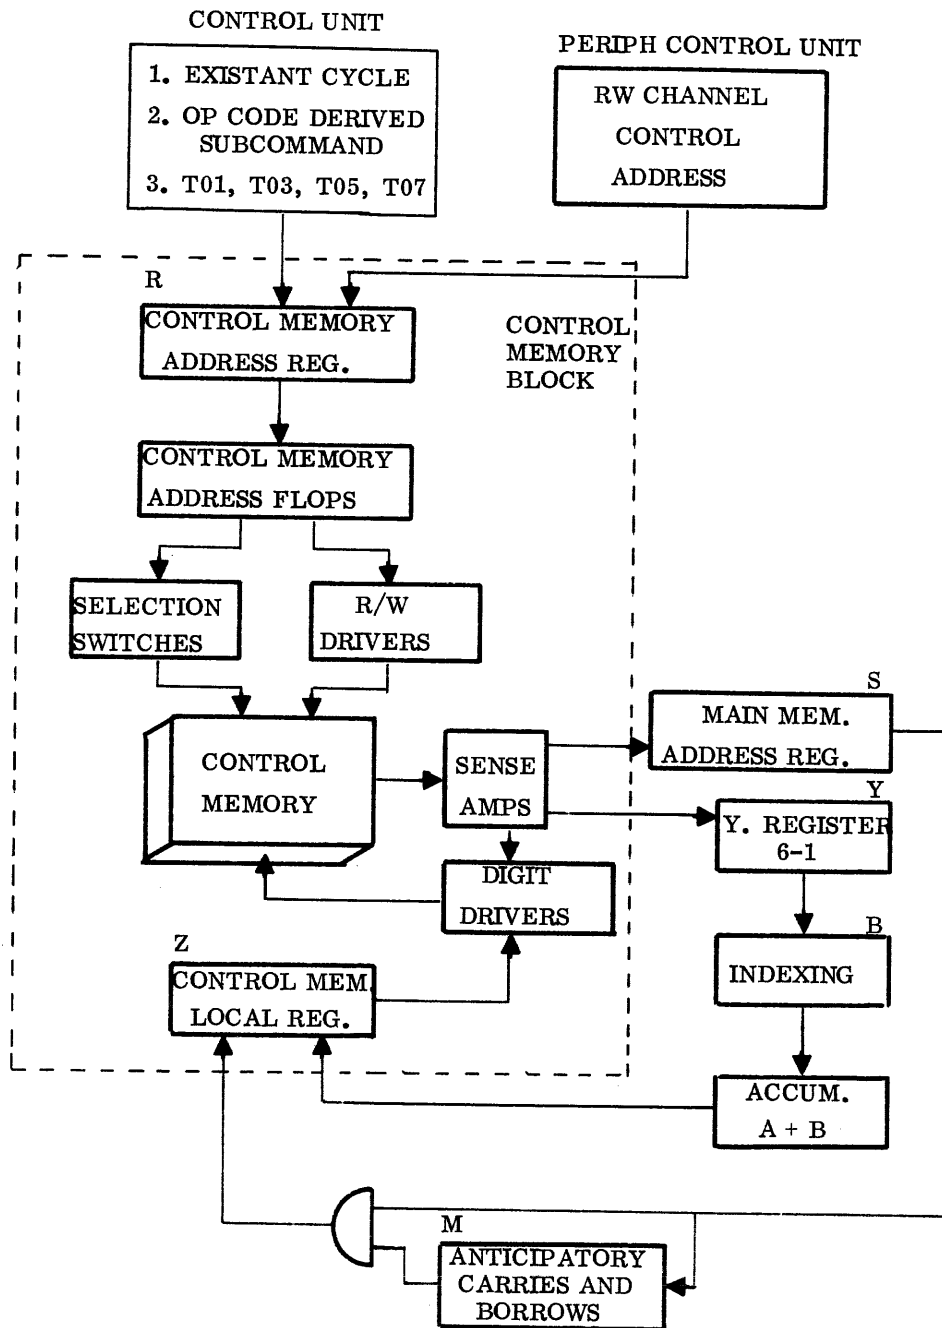 CONTROL UNIT
1. EXISTANT CYCLE
2. OP CODE DERIVED
SUBCOMMAND
3. T01, T03, T05, T07
PERIPH CONTROL UNIT
RW CHANNEL
CONTROL
ADDRESS
R
CONTROL MEMORY
ADDRESS REG.
CONTROL
MEMORY
BLOCK
CONTROL MEMORY
ADDRESS FLOPS
SELECTION
SWITCHES
R/W
DRIVERS
CONTROL
MEMORY
SENSE
AMPS
S
MAIN MEM.
ADDRESS REG.
Y
Y. REGISTER
6-1
DIGIT
DRIVERS
B
INDEXING
Z
CONTROL MEM.
LOCAL REG.
ACCUM.
A + B
M
ANTICIPATORY
CARRIES AND
BORROWS